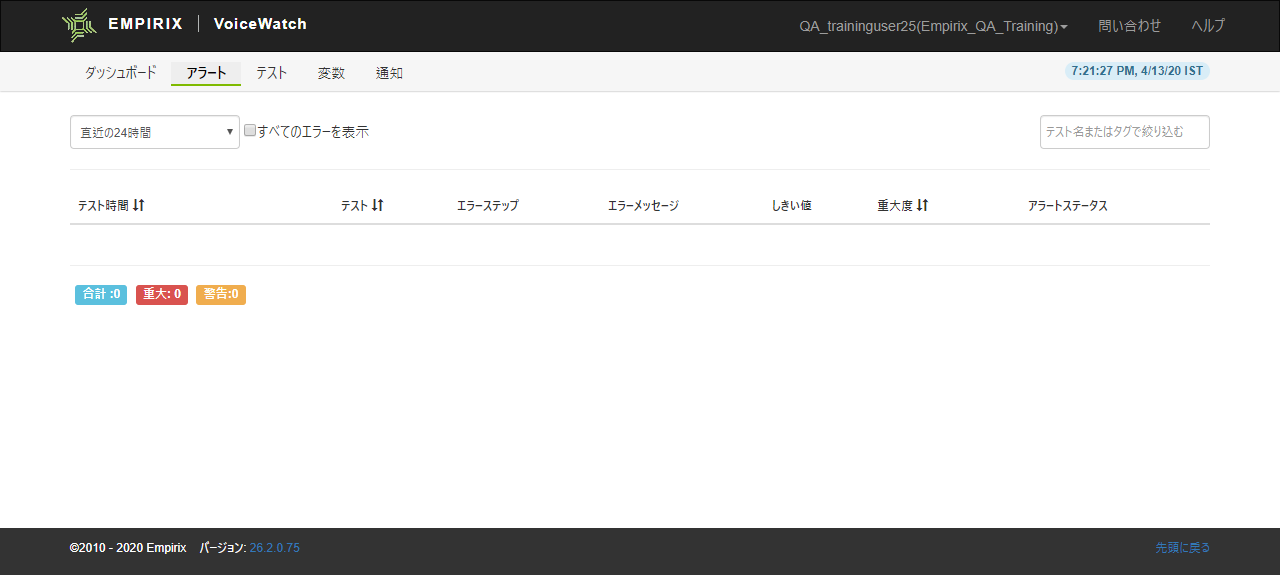 EMPIRIX | VoiceWatch QA_traininguser25(Empirix_QA_Training) 問い合わせ ヘルプ
ダッシュボード アラート テスト 変数 通知 7:21:27 PM, 4/13/20 IST
直近の24時間 すべてのエラーを表示 テスト名またはタグで絞り込む
テスト時間 テスト エラーステップ エラーメッセージ しきい値 重大度 アラートステータス
合計 :0 重大: 0 警告:0
©2010 - 2020 Empirix バージョン: 26.2.0.75 先頭に戻る